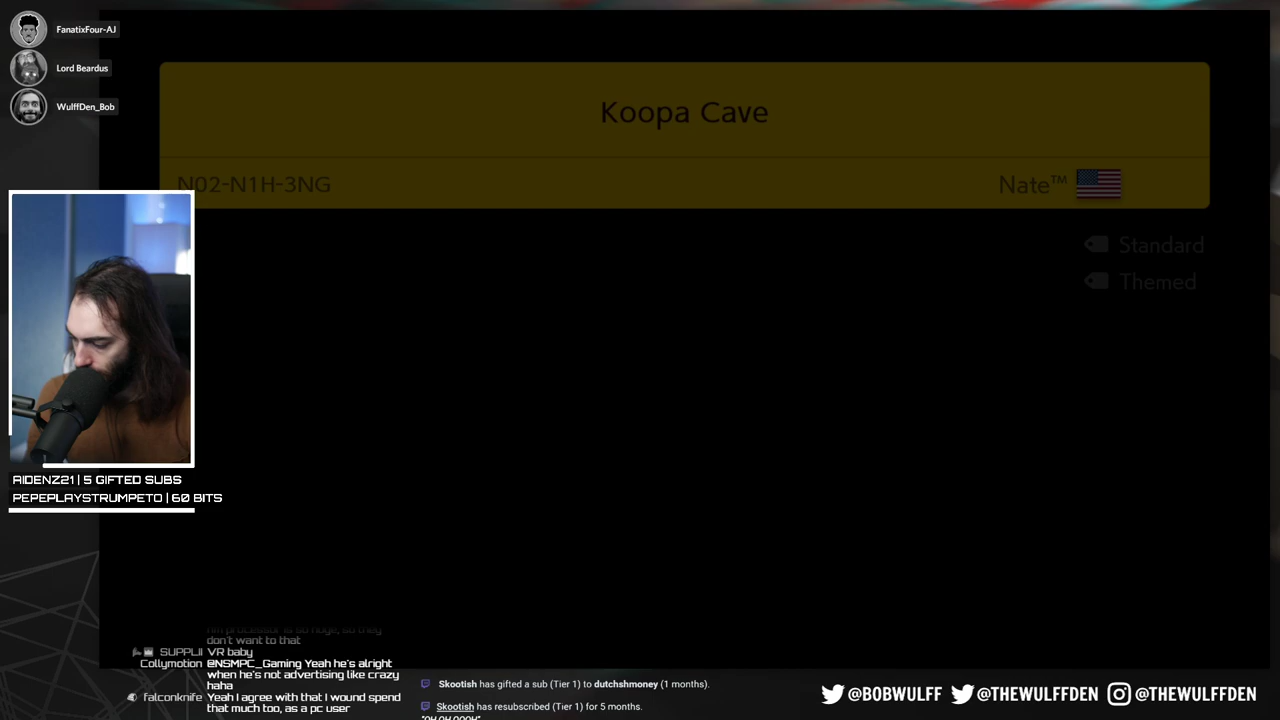 FanatixFour-AJ
Lord Beardus
WulffDen_Bob
Koopa Cave
N02-N1H-3NG
Nate™
Standard
Themed
AIDENZ21 | 5 GIFTED SUBS
PEPEPLAYSTRUMPETO | 60 BITS
don't want to that
SUPPLII VR baby
Collymotion @NSMPC_Gaming Yeah he's alright
when he's not advertising like crazy
haha
falconknife Yeah I agree with that I wound spend
that much too, as a pc user
Skootish has gifted a sub (Tier 1) to dutchshmoney (1 months).
Skootish has resubscribed (Tier 1) for 5 months.
@BOBWULFF @THEWULFFDEN @THEWULFFDEN